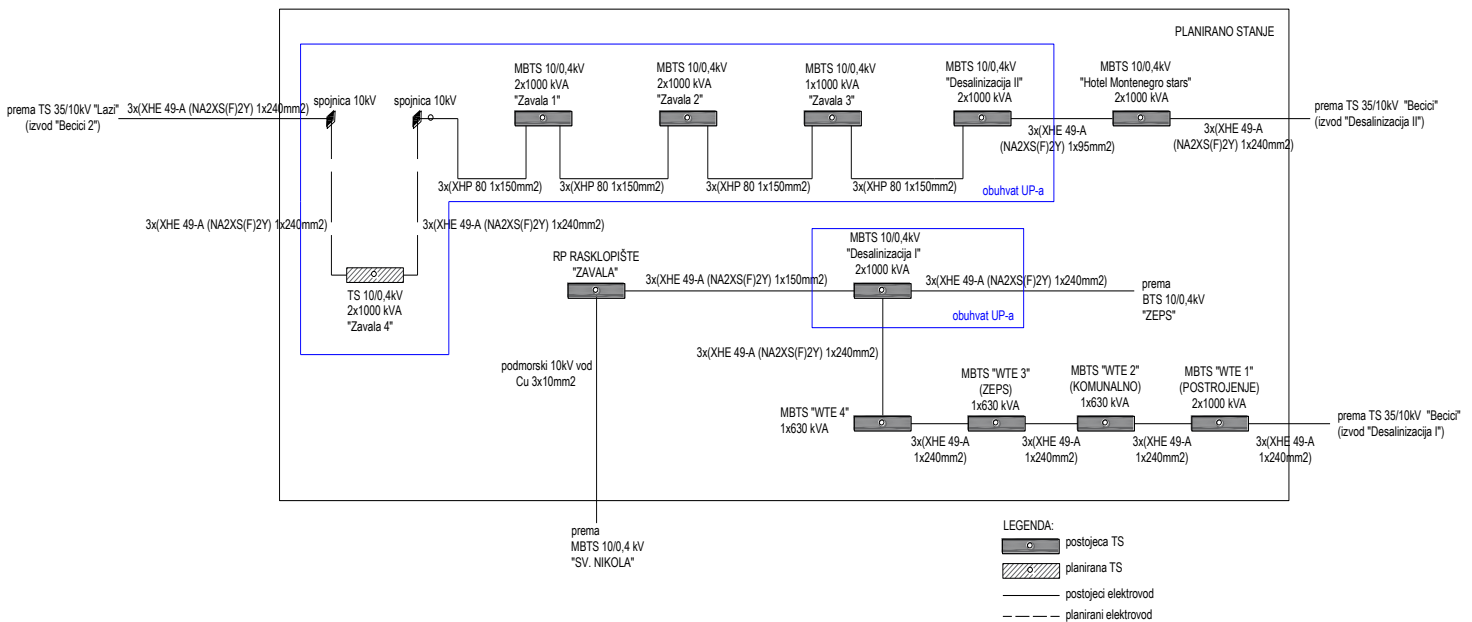 PLANIRANO STANJE
prema TS 35/10kV "Lazi"
(izvod "Becici 2")
3x(XHE 49-A (NA2XS(F)2Y) 1x240mm2)
spojnica 10kV
spojnica 10kV
MBTS 10/0,4kV
2x1000 kVA
"Zavala 1"
MBTS 10/0,4kV
2x1000 kVA
"Zavala 2"
MBTS 10/0,4kV
1x1000 kVA
"Zavala 3"
MBTS 10/0,4kV
"Desalinizacija II"
2x1000 kVA
MBTS 10/0,4kV
"Hotel Montenegro stars"
2x1000 kVA
prema TS 35/10kV "Becici"
(izvod "Desalinizacija II")
3x(XHE 49-A
(NA2XS(F)2Y) 1x95mm2)
3x(XHE 49-A
(NA2XS(F)2Y) 1x240mm2)
3x(XHP 80 1x150mm2)
3x(XHP 80 1x150mm2)
3x(XHP 80 1x150mm2)
3x(XHP 80 1x150mm2)
obuhvat UP-a
3x(XHE 49-A (NA2XS(F)2Y) 1x240mm2)
3x(XHE 49-A (NA2XS(F)2Y) 1x240mm2)
TS 10/0,4kV
2x1000 kVA
"Zavala 4"
RP RASKLOPIŠTE
"ZAVALA"
3x(XHE 49-A (NA2XS(F)2Y) 1x150mm2)
MBTS 10/0,4kV
"Desalinizacija I"
2x1000 kVA
3x(XHE 49-A (NA2XS(F)2Y) 1x240mm2)
prema
BTS 10/0,4kV
"ZEPS"
obuhvat UP-a
podmorski 10kV vod
Cu 3x10mm2
3x(XHE 49-A (NA2XS(F)2Y) 1x240mm2)
MBTS "WTE 4"
1x630 kVA
MBTS "WTE 3"
(ZEPS)
1x630 kVA
MBTS "WTE 2"
(KOMUNALNO)
1x630 kVA
MBTS "WTE 1"
(POSTROJENJE)
2x1000 kVA
prema TS 35/10kV "Becici"
(izvod "Desalinizacija I")
3x(XHE 49-A
1x240mm2)
3x(XHE 49-A
1x240mm2)
3x(XHE 49-A
1x240mm2)
3x(XHE 49-A
1x240mm2)
prema
MBTS 10/0,4 kV
"SV. NIKOLA"
LEGENDA:
postojeca TS
planirana TS
postojeci elektrovod
planirani elektrovod